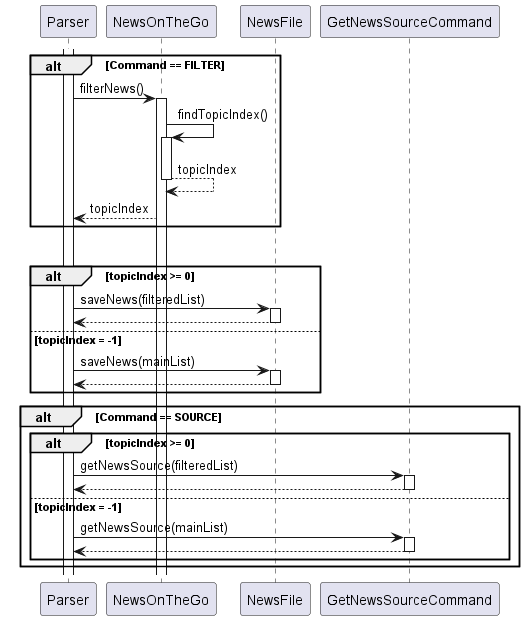 Parser NewsOnTheGo NewsFile GetNewsSourceCommand
alt [Command == FILTER]
filterNews()
findTopicIndex()
topicIndex
topicIndex
alt [topicIndex >= 0]
saveNews(filteredList)
[topicIndex = -1]
saveNews(mainList)
alt [Command == SOURCE]
alt [topicIndex >= 0]
getNewsSource(filteredList)
[topicIndex = -1]
getNewsSource(mainList)
Parser NewsOnTheGo NewsFile GetNewsSourceCommand